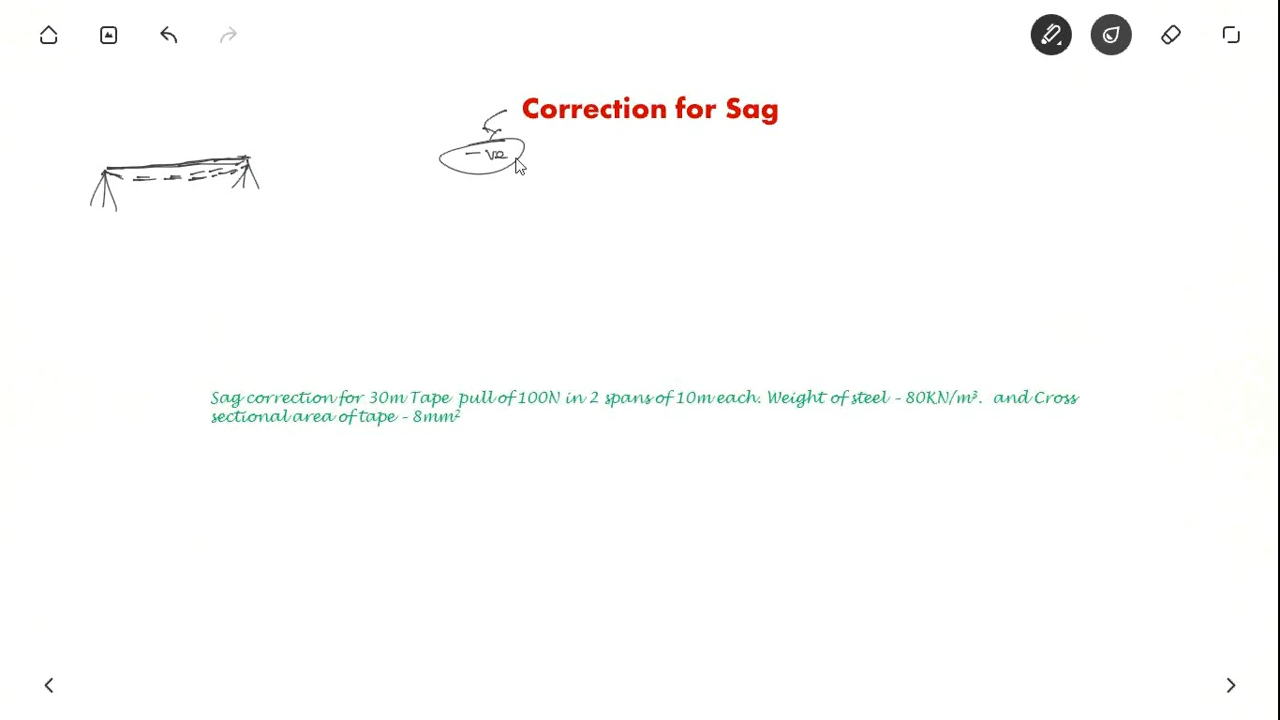 Correction for Sag
- ve
Sag correction for 30m Tape pull of 100N in 2 spans of 10m each. Weight of steel - 80KN/m³. and Cross
sectional area of tape - 8mm²